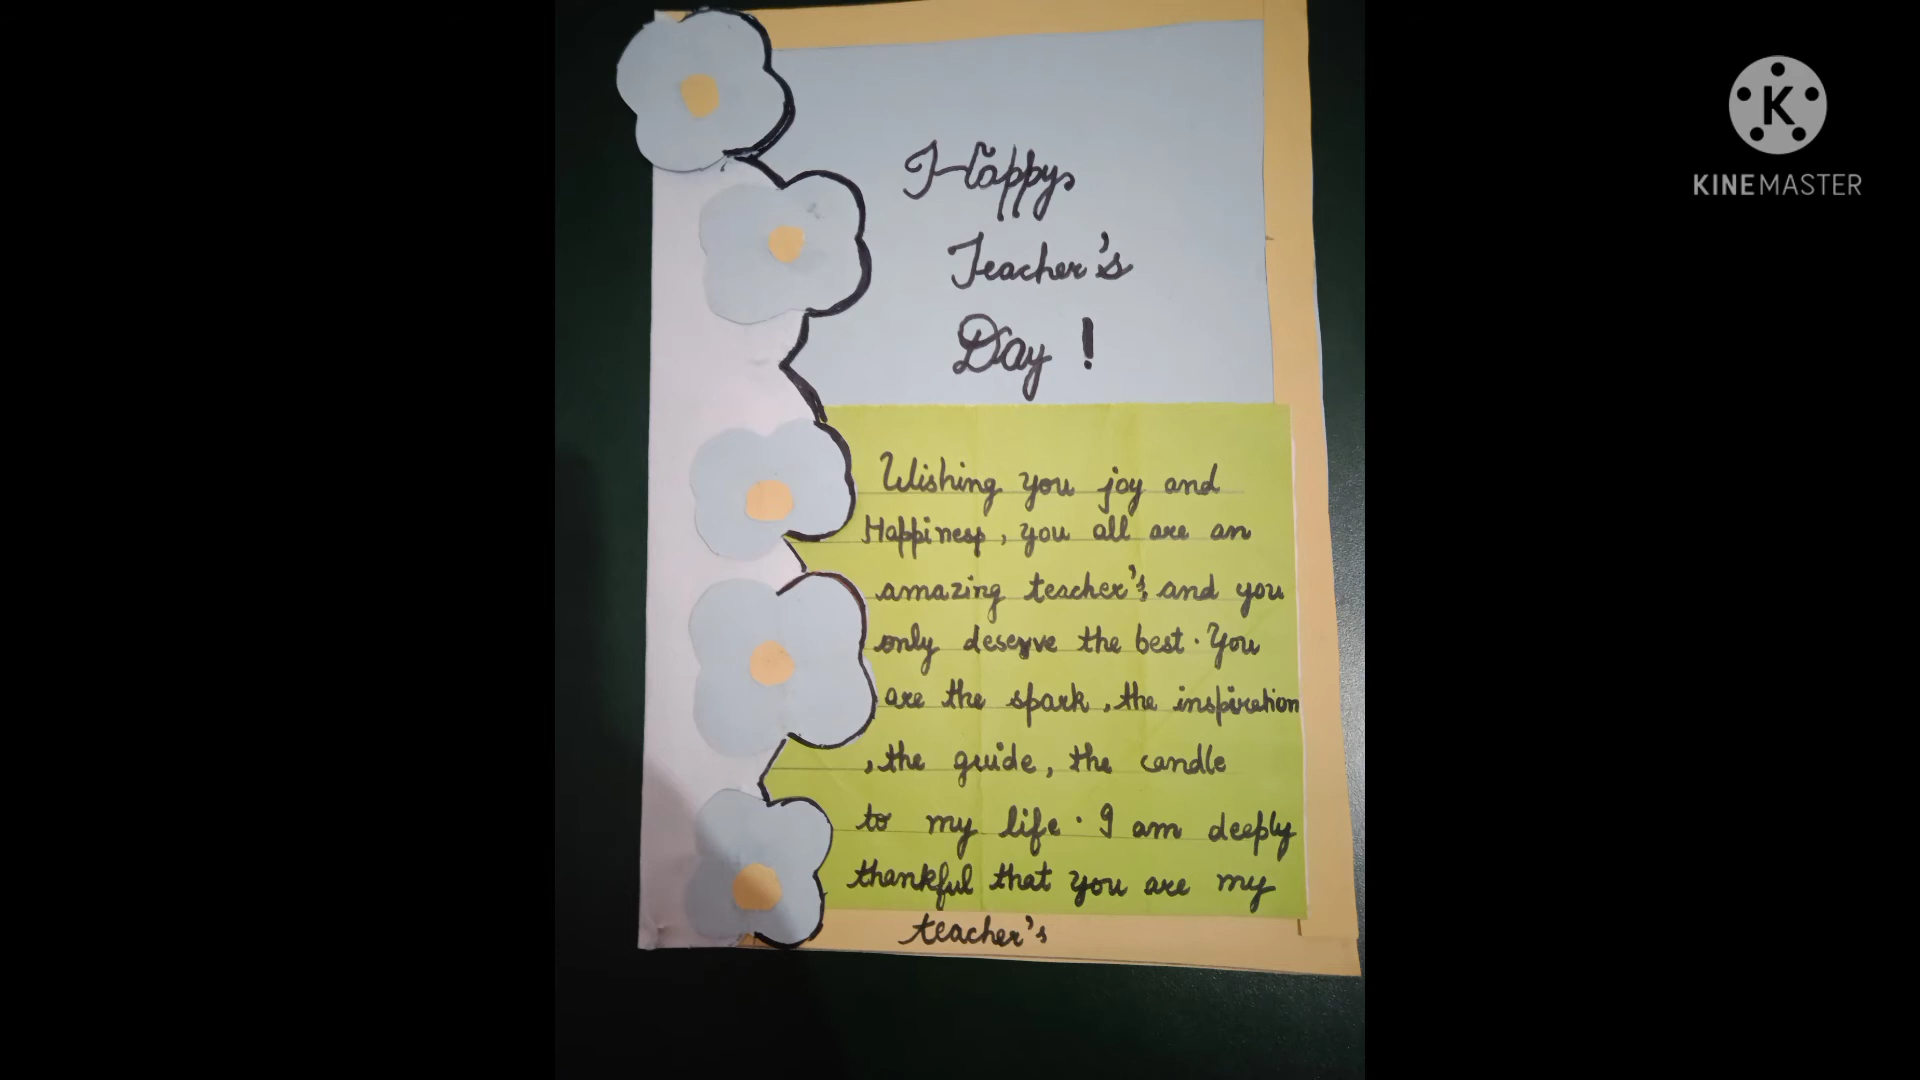 Happy
Teacher's
Day !
Wishing you joy and
Happiness, you all are an
amazing teacher's, and you
only deserve the best. You
are the spark, the inspiration
, the guide, the candle
to my life. I am deeply
thankful that you are my
teacher's
K
KINEMASTER